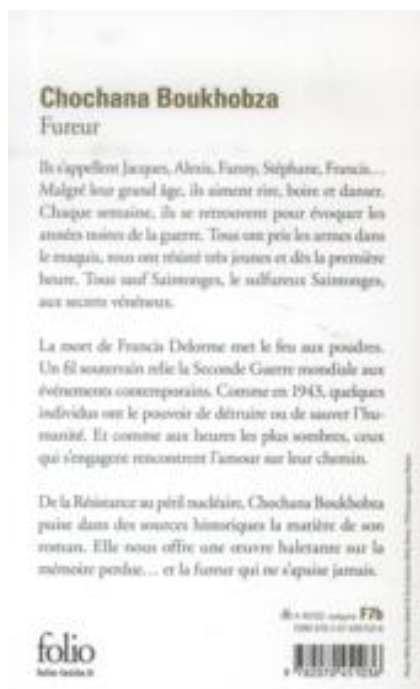 Chochana Boukhobza
Fureur
Ils s'appellent Jacques, Alexis, Fanny, Stéphane, Francis...
Malgré leur grand âge, ils aiment rire, boire et danser.
Chaque semaine, ils se retrouvent pour évoquer les
années noires de la guerre. Tous ont pris les armes dans
le maquis, tous ont résisté très jeunes et dès la première
heure. Tous sauf Saintonges, le sulfureux Saintonges,
aux secrets vénéneux.
La mort de Francis Delorme met le feu aux poudres.
Un fil souterrain relie la Seconde Guerre mondiale aux
événements contemporains. Comme en 1943, quelques
individus ont le pouvoir de détruire ou de sauver l'hu-
manité. Et comme aux heures les plus sombres, ceux
qui s'engagent rencontrent l'amour sur leur chemin.
De la Résistance au péril nucléaire, Chochana Boukhobza
puise dans des sources historiques la matière de son
roman. Elle nous offre une œuvre haletante sur la
mémoire perdue... et la fureur qui ne s'apaise jamais.
catégorie F7b
folio
folio-lesite.fr